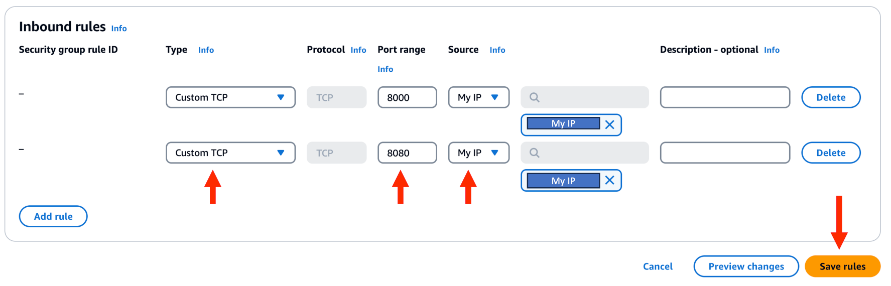 Inbound rules Info
Security group rule ID Type Info Protocol Info Port range Source Info Description - optional Info
Info
– Custom TCP TCP 8000 My IP Delete
My IP
– Custom TCP TCP 8080 My IP Delete
My IP
Add rule
Cancel Preview changes Save rules